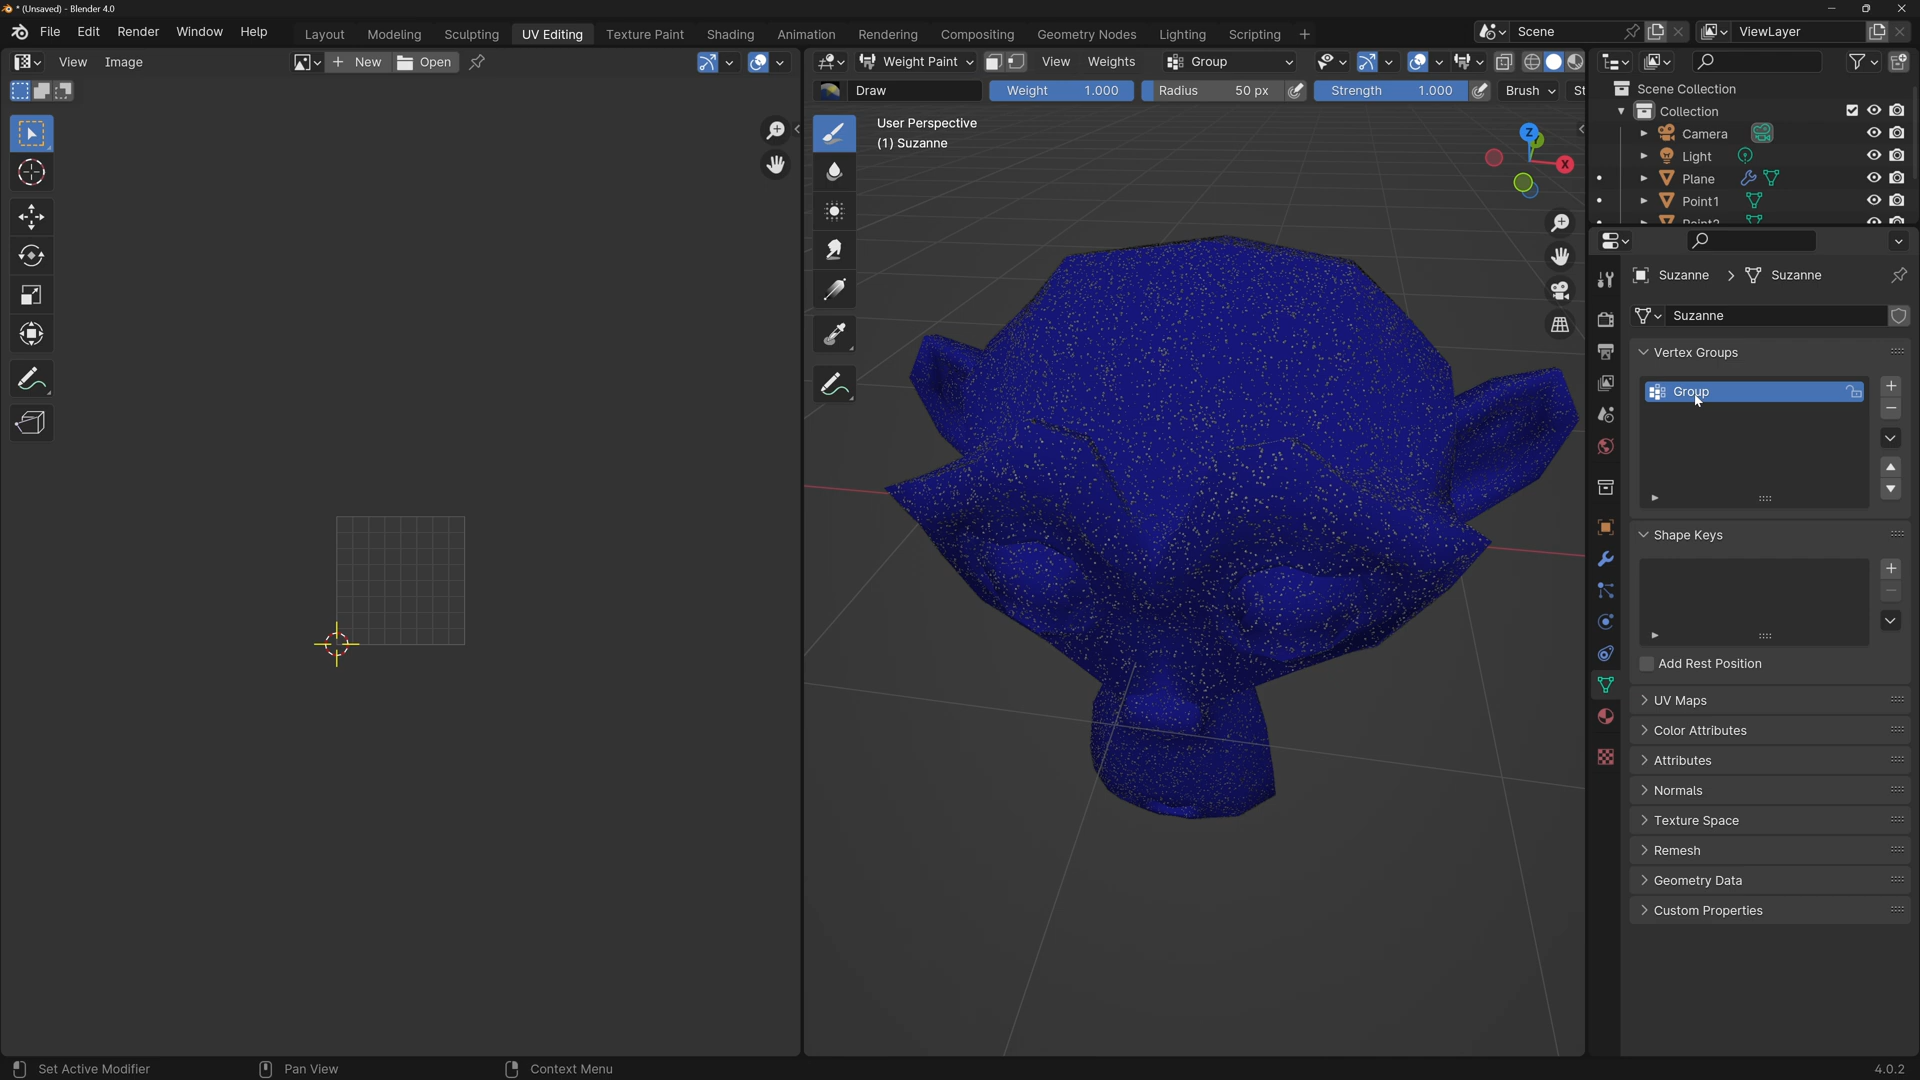 * (Unsaved) - Blender 4.0
File Edit Render Window Help Layout Modeling Sculpting UV Editing Texture Paint Shading Animation Rendering Compositing Geometry Nodes Lighting Scripting + Scene ViewLayer
View Image + New Open
Weight Paint View Weights Group
Draw Weight 1.000 Radius 50 px Strength 1.000 Brush St
User Perspective
(1) Suzanne
Z
Y
X
Scene Collection
Collection
Camera
Light
Plane
Point1
Point2
Suzanne > Suzanne
Suzanne
Vertex Groups
Group
Shape Keys
Add Rest Position
UV Maps
Color Attributes
Attributes
Normals
Texture Space
Remesh
Geometry Data
Custom Properties
Set Active Modifier Pan View Context Menu 4.0.2